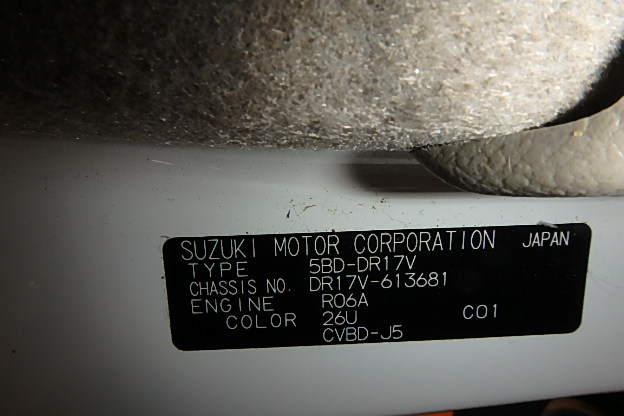 SUZUKI MOTOR CORPORATION JAPAN
TYPE 5BD-DR17V
CHASSIS NO. DR17V-613681
ENGINE R06A
COLOR 26U C01
CVBD-J5